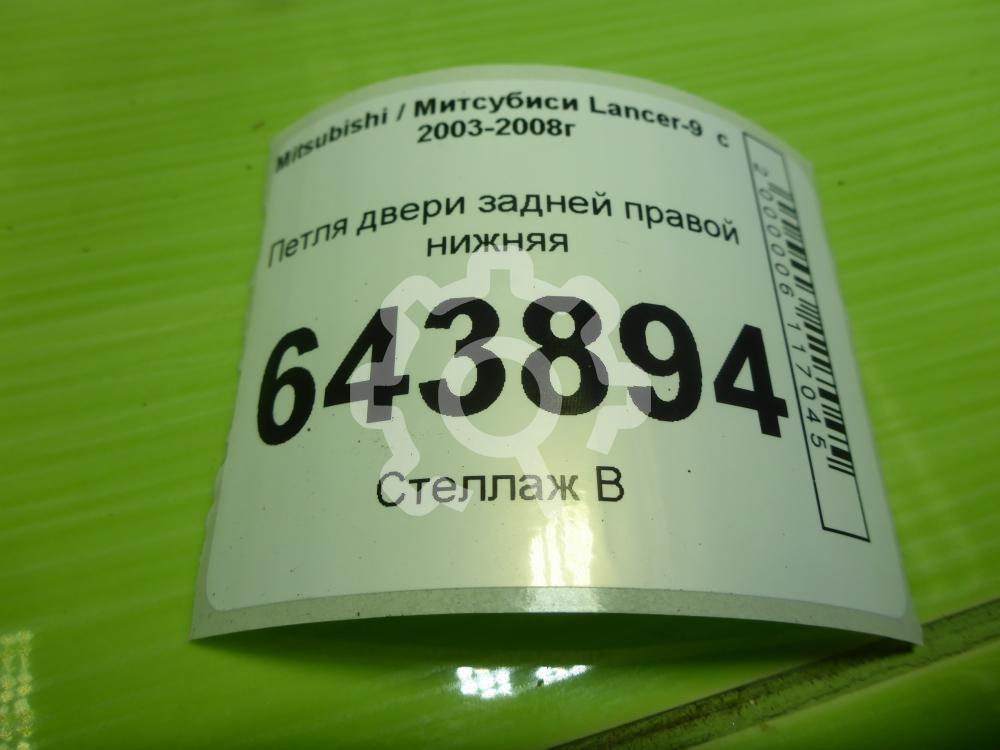 Mitsubishi / Митсубиси Lancer-9 с
2003-2008г
Петля двери задней правой
нижняя
643894
Стеллаж В
2000006117045